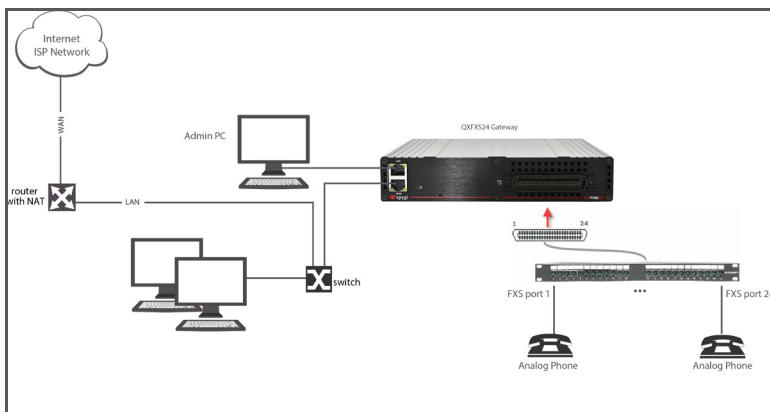 Internet
ISP Network
WAN
QXFXS24 Gateway
Admin PC
router
with NAT
LAN
1
24
switch
FXS port 1
...
FXS port 24
Analog Phone
Analog Phone